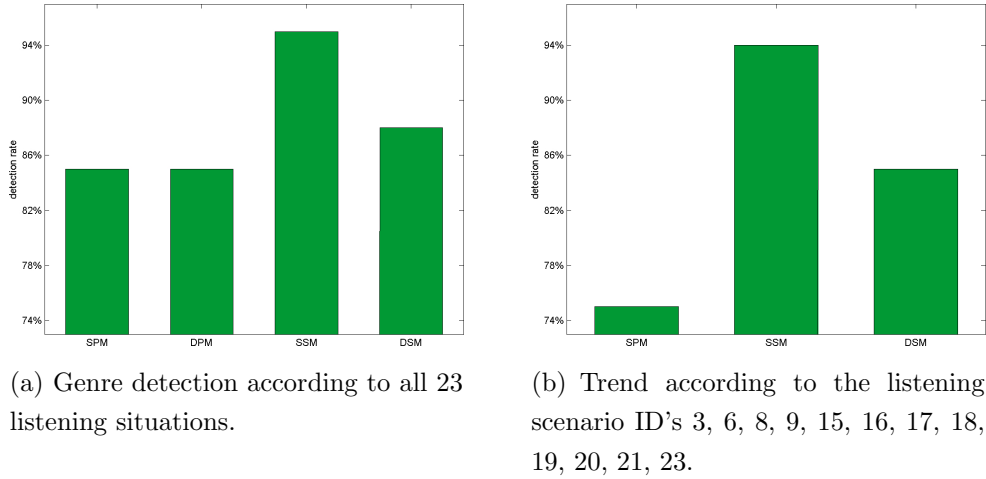 94%
90%
86%
82%
78%
74%
detection rate
SPM DPM SSM DSM
(a) Genre detection according to all 23
listening situations.
94%
90%
86%
82%
78%
74%
detection rate
SPM SSM DSM
(b) Trend according to the listening
scenario ID's 3, 6, 8, 9, 15, 16, 17, 18,
19, 20, 21, 23.